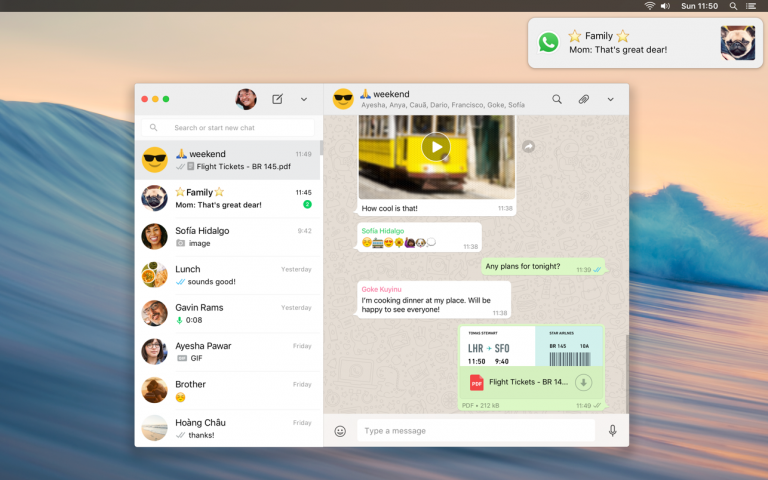 Sun 11:50
⭐ Family ⭐
Mom: That's great dear!
🙏 weekend
Ayesha, Anya, Cauã, Dario, Francisco, Goke, Sofía
Search or start new chat
🙏 weekend 11:49
Flight Tickets - BR 145.pdf
⭐Family⭐ 11:45
Mom: That's great dear! 2
Sofía Hidalgo 9:42
image
Lunch Yesterday
sounds good!
Gavin Rams Yesterday
0:08
Ayesha Pawar Friday
GIF GIF
Brother Friday
Hoàng Châu Friday
thanks!
How cool is that! 11:38
Sofía Hidalgo
11:38
Any plans for tonight? 11:39
Goke Kuyinu
I'm cooking dinner at my place. Will be
happy to see everyone! 11:38
TOMAS STEWART STAR AIRLINES
LHR → SFO BR 145 10A
11:50 9:40
PDF Flight Tickets - BR 14...
PDF • 212 kB 11:49
Type a message